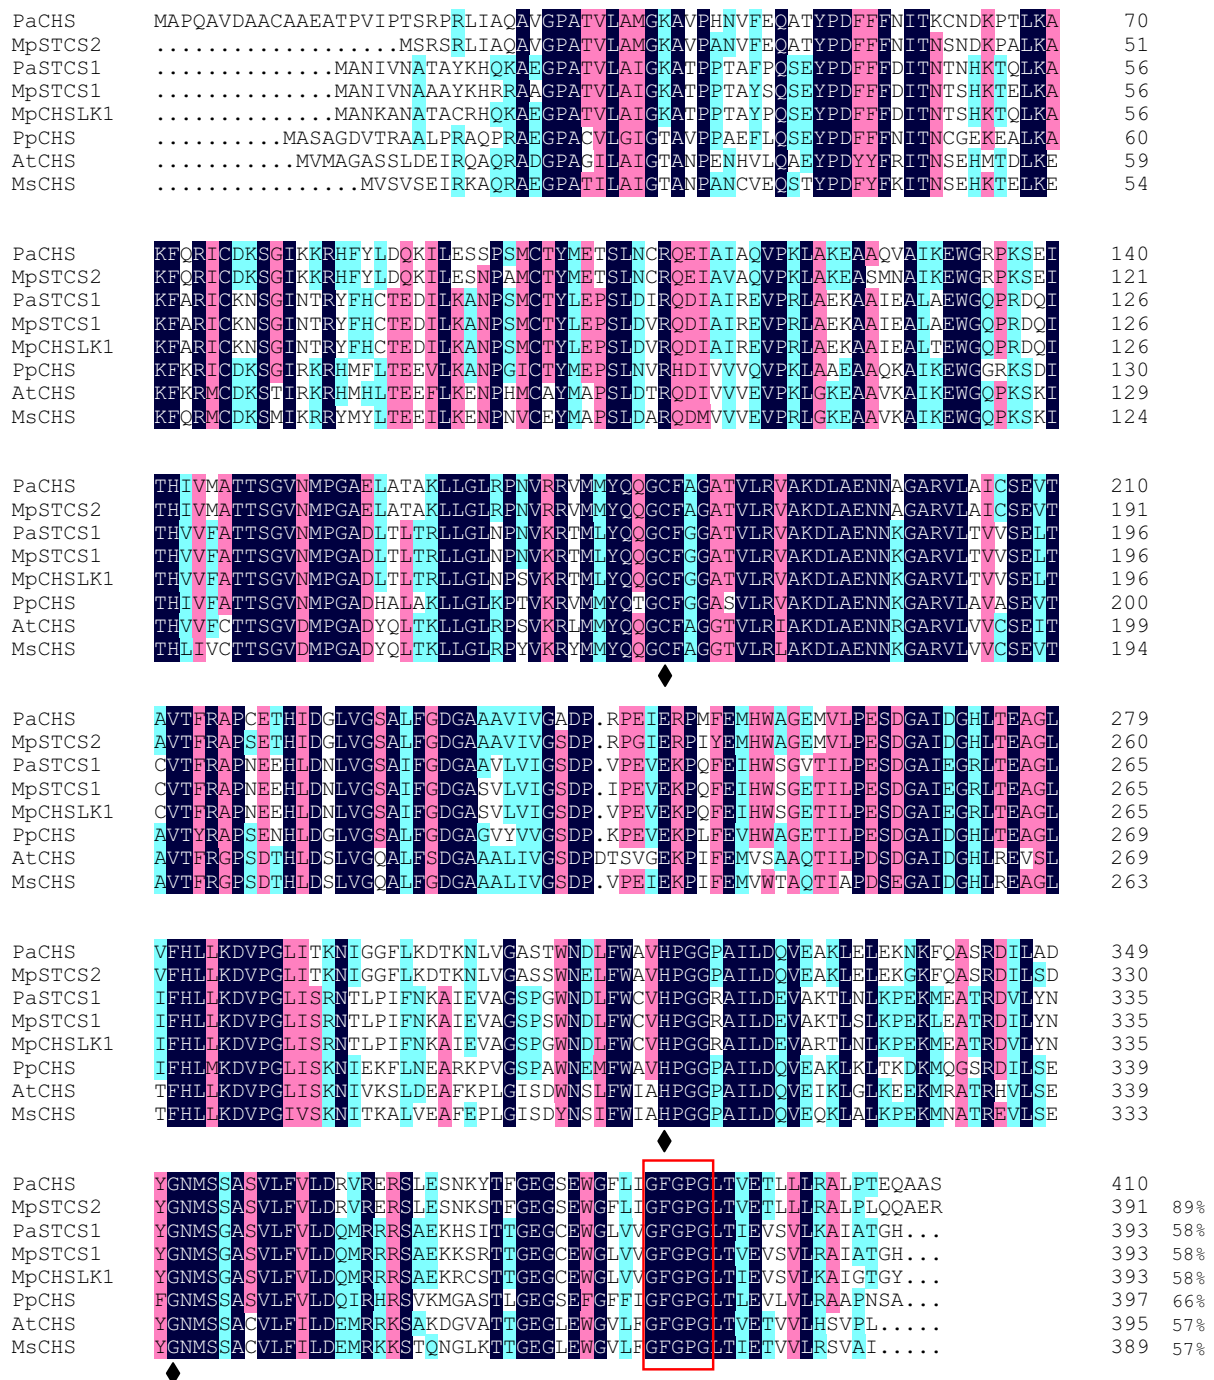 PaCHS MAPQAVDAACAAEATPVIPTSRPRLIAQAVGPATVLAMGKAVPHNVFEQATYPDFFFNITKCNDKPTLKA 70
MpSTCS2 ...................MSRSRLIAQAVGPATVLAMGKAVPANVFEQATYPDFFFNITNSNDKPALKA 51
PaSTCS1 ..............MANIVNATAYKHQKAEGPATVLAIGKATPPTAFPQSEYPDFFFDITNTNHKTQLKA 56
MpSTCS1 ..............MANIVNAAAYKHRRAAGPATVLAIGKATPPTAYSQSEYPDFFFDITNTSHKTELKA 56
MpCHSLK1 ..............MANKANATACRHQKAEGPATVLAIGKATPPTAYPQSEYPDFFFDITNTSHKTQLKA 56
PpCHS ..........MASAGDVTRAALPRAQPRAEGPACVLGIGTAVPPAEFLQSEYPDFFFNITNCGEKEALKA 60
AtCHS ...........MVMAGASSLDEIRQAQRADGPAGILAIGTANPENHVLQAEYPDYYFRITNSEHMTDLKE 59
MsCHS ................MVSVSEIRKAQRAEGPATILAIGTANPANCVEQSTYPDFYFKITNSEHKTELKE 54
PaCHS KFQRICDKSGIKKRHFYLDQKILESSPSMCTYMETSLNCRQEIAIAQVPKLAKEAAQVAIKEWGRPKSEI 140
MpSTCS2 KFQRICDKSGIKKRHFYLDQKILESNPAMCTYMETSLNCRQEIAVAQVPKLAKEASMNAIKEWGRPKSEI 121
PaSTCS1 KFARICKNSGINTRYFHCTEDILKANPSMCTYLEPSLDIRQDIAIREVPRLAEKAAIEALAEWGQPRDQI 126
MpSTCS1 KFARICKNSGINTRYFHCTEDILKANPSMCTYLEPSLDVRQDIAIREVPRLAEKAAIEALAEWGQPRDQI 126
MpCHSLK1 KFARICKNSGINTRYFHCTEDILKANPSMCTYLEPSLDVRQDIAIREVPRLAEKAAIEALTEWGQPRDQI 126
PpCHS KFKRICDKSGIRKRHMFLTEEVLKANPGICTYMEPSLNVRHDIVVVQVPKLAAEAAQKAIKEWGGRKSDI 130
AtCHS KFKRMCDKSTIRKRHMHLTEEFLKENPHMCAYMAPSLDTRQDIVVVEVPKLGKEAAVKAIKEWGQPKSKI 129
MsCHS KFQRMCDKSMIKRRYMYLTEEILKENPNVCEYMAPSLDARQDMVVVEVPRLGKEAAVKAIKEWGQPKSKI 124
PaCHS THIVMATTSGVNMPGAELATAKLLGLRPNVRRVMMYQQGCFAGATVLRVAKDLAENNAGARVLAICSEVT 210
MpSTCS2 THIVMATTSGVNMPGAELATAKLLGLRPNVRRVMMYQQGCFAGATVLRVAKDLAENNAGARVLAICSEVT 191
PaSTCS1 THVVFATTSGVNMPGADLTLTRLLGLNPNVKRTMLYQQGCFGGATVLRVAKDLAENNKGARVLTVVSELT 196
MpSTCS1 THVVFATTSGVNMPGADLTLTRLLGLNPNVKRTMLYQQGCFGGATVLRVAKDLAENNKGARVLTVVSELT 196
MpCHSLK1 THVVFATTSGVNMPGADLTLTRLLGLNPSVKRTMLYQQGCFGGATVLRVAKDLAENNKGARVLTVVSELT 196
PpCHS THIVFATTSGVNMPGADHALAKLLGLKPTVKRVMMYQTGCFGGASVLRVAKDLAENNKGARVLAVASEVT 200
AtCHS THVVFCTTSGVDMPGADYQLTKLLGLRPSVKRLMMYQQGCFAGGTVLRIAKDLAENNRGARVLVVCSEIT 199
MsCHS THLIVCTTSGVDMPGADYQLTKLLGLRPYVKRYMMYQQGCFAGGTVLRLAKDLAENNKGARVLVVCSEVT 194
PaCHS AVTFRAPCETHIDGLVGSALFGDGAAAVIVGADP.RPEIERPMFEMHWAGEMVLPESDGAIDGHLTEAGL 279
MpSTCS2 AVTFRAPSETHIDGLVGSALFGDGAAAVIVGSDP.RPGIERPIYEMHWAGEMVLPESDGAIDGHLTEAGL 260
PaSTCS1 CVTFRAPNEEHLDNLVGSAIFGDGAAVLVIGSDP.VPEVEKPQFEIHWSGVTILPESDGAIEGRLTEAGL 265
MpSTCS1 CVTFRAPNEEHLDNLVGSAIFGDGASVLVIGSDP.IPEVEKPQFEIHWSGETILPESDGAIEGRLTEAGL 265
MpCHSLK1 CVTFRAPNEEHLDNLVGSAIFGDGASVLVIGSDP.VPEVEKPQFEIHWSGETILPESDGAIEGRLTEAGL 265
PpCHS AVTYRAPSENHLDGLVGSALFGDGAGVYVVGSDP.KPEVEKPLFEVHWAGETILPESDGAIDGHLTEAGL 269
AtCHS AVTFRGPSDTHLDSLVGQALFSDGAAALIVGSDPDTSVGEKPIFEMVSAAQTILPDSDGAIDGHLREVSL 269
MsCHS AVTFRGPSDTHLDSLVGQALFGDGAAALIVGSDP.VPEIEKPIFEMVWTAQTIAPDSEGAIDGHLREAGL 263
PaCHS VFHLLKDVPGLITKNIGGFLKDTKNLVGASTWNDLFWAVHPGGPAILDQVEAKLELEKNKFQASRDILAD 349
MpSTCS2 VFHLLKDVPGLITKNIGGFLKDTKNLVGASSWNELFWAVHPGGPAILDQVEAKLELEKGKFQASRDILSD 330
PaSTCS1 IFHLLKDVPGLISRNTLPIFNKAIEVAGSPGWNDLFWCVHPGGRAILDEVAKTLNLKPEKMEATRDVLYN 335
MpSTCS1 IFHLLKDVPGLISRNTLPIFNKAIEVAGSPSWNDLFWCVHPGGRAILDEVAKTLSLKPEKLEATRDILYN 335
MpCHSLK1 IFHLLKDVPGLISRNTLPIFNKAIEVAGSPGWNDLFWCVHPGGRAILDEVARTLNLKPEKMEATRDVLYN 335
PpCHS IFHLMKDVPGLISKNIEKFLNEARKPVGSPAWNEMFWAVHPGGPAILDQVEAKLKLTKDKMQGSRDILSE 339
AtCHS TFHLLKDVPGLISKNIVKSLDEAFKPLGISDWNSLFWIAHPGGPAILDQVEIKLGLKEEKMRATRHVLSE 339
MsCHS TFHLLKDVPGIVSKNITKALVEAFEPLGISDYNSIFWIAHPGGPAILDQVEQKLALKPEKMNATREVLSE 333
PaCHS YGNMSSASVLFVLDRVRERSLESNKYTFGEGSEWGFLIGFGPGLTVETLLLRALPTEQAAS 410
MpSTCS2 YGNMSSASVLFVLDRVRERSLESNKSTFGEGSEWGFLIGFGPGLTVETLLLRALPLQQAER 391 89%
PaSTCS1 YGNMSGASVLFVLDQMRRRSAEKHSITTGEGCEWGLVVGFGPGLTIEVSVLKAIATGH... 393 58%
MpSTCS1 YGNMSGASVLFVLDQMRRRSAEKKSRTTGEGCEWGLVVGFGPGLTVEVSVLRAIATGH... 393 58%
MpCHSLK1 YGNMSGASVLFVLDQMRRRSAEKRCSTTGEGCEWGLVVGFGPGLTIEVSVLKAIGTGY... 393 58%
PpCHS FGNMSSASVLFVLDQIRHRSVKMGASTLGEGSEFGFFIGFGPGLTLEVLVLRAAPNSA... 397 66%
AtCHS YGNMSSACVLFILDEMRRKSAKDGVATTGEGLEWGVLFGFGPGLTVETVVLHSVPL..... 395 57%
MsCHS YGNMSSACVLFILDEMRKKSTQNGLKTTGEGLEWGVLFGFGPGLTIETVVLRSVAI..... 389 57%